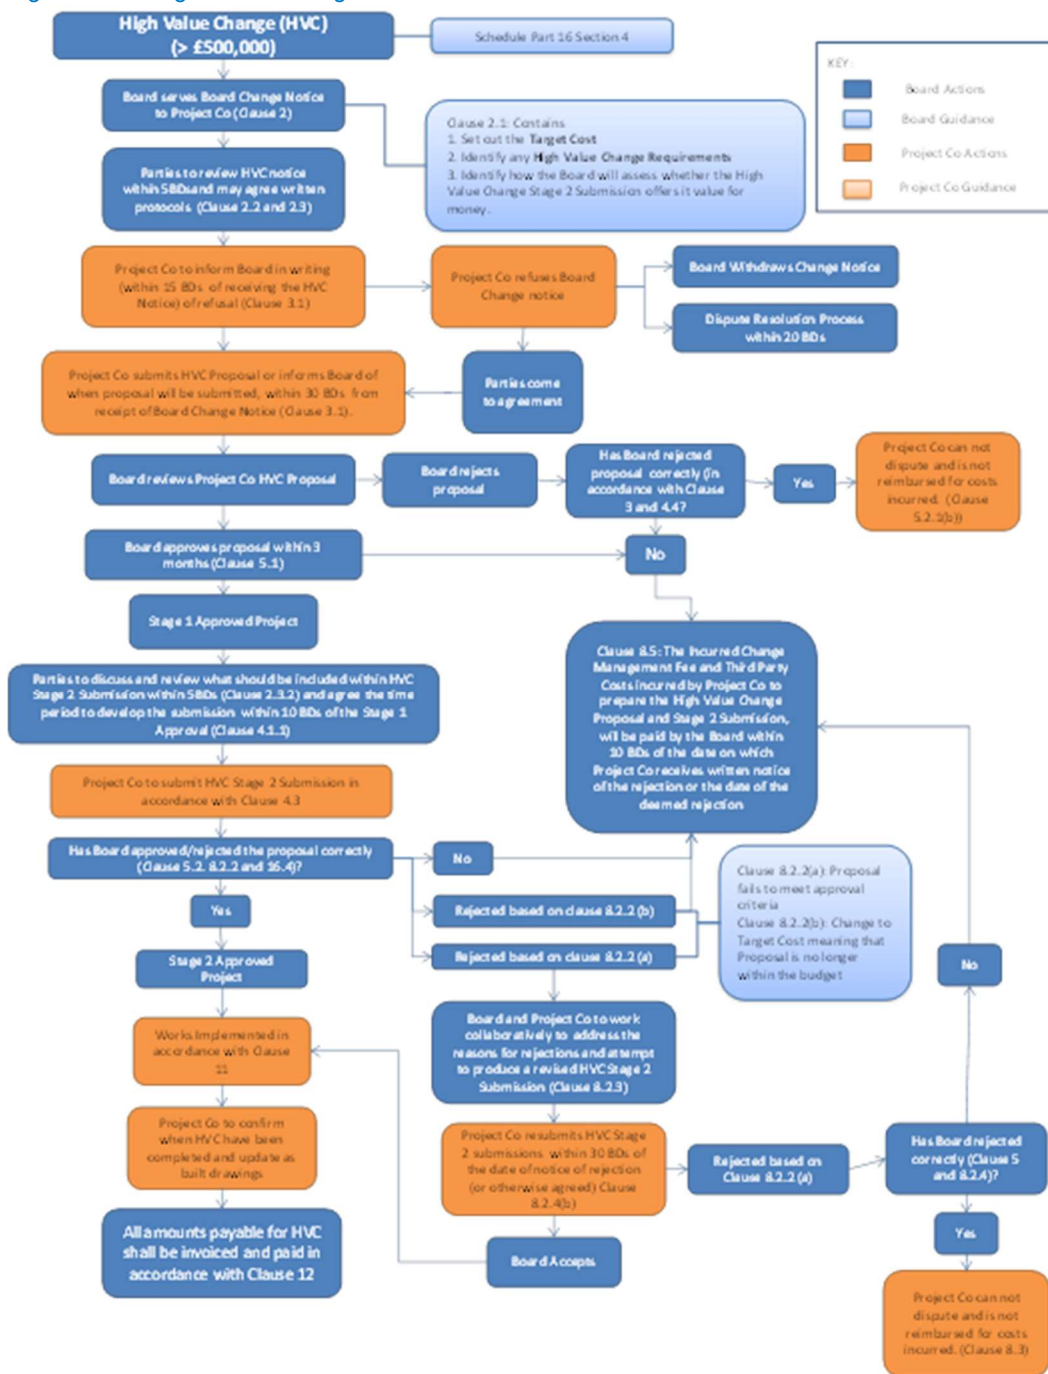 High Value Change (HVC)
(> £500,000)
Schedule Part 16 Section 4
KEY:
Board Actions
Board Guidance
Project Co Actions
Project Co Guidance
Board serves Board Change Notice
to Project Co (Clause 2)
Clause 2.1: Contains
1. Set out the Target Cost
2. Identify any High Value Change Requirements
3. Identify how the Board will assess whether the High
Value Change Stage 2 Submission offers it value for
money.
Parties to review HVC notice
within 5BDs and may agree written
protocols (Clause 2.2 and 2.3)
Project Co to inform Board in writing
(within 15 BDs of receiving the HVC
Notice) of refusal (Clause 3.1)
Project Co refuses Board
Change notice
Board Withdraws Change Notice
Dispute Resolution Process
within 20 BDs
Project Co submits HVC Proposal or informs Board of
when proposal will be submitted, within 30 BDs from
receipt of Board Change Notice (Clause 3.1).
Parties come
to agreement
Board reviews Project Co HVC Proposal
Board rejects
proposal
Has Board rejected
proposal correctly (in
accordance with Clause
3 and 4.4?
Yes
Project Co can not
dispute and is not
reimbursed for costs
incurred. (Clause
5.2.1(b))
Board approves proposal within 3
months (Clause 5.1)
No
Stage 1 Approved Project
Clause 8.5: The Incurred Change
Management Fee and Third Party
Costs incurred by Project Co to
prepare the High Value Change
Proposal and Stage 2 Submission,
will be paid by the Board within
10 BDs of the date on which
Project Co receives written notice
of the rejection or the date of the
deemed rejection
Parties to discuss and review what should be included within HVC
Stage 2 Submission within 5BDs (Clause 2.3.2) and agree the time
period to develop the submission within 10 BDs of the Stage 1
Approval (Clause 4.1.1)
Project Co to submit HVC Stage 2 Submission in
accordance with Clause 4.3
Has Board approved/rejected the proposal correctly
(Clause 5.2. 8.2.2 and 16.4)?
No
Clause 8.2.2(a): Proposal
fails to meet approval
criteria
Clause 8.2.2(b): Change to
Target Cost meaning that
Proposal is no longer
within the budget
Yes
Rejected based on clause 8.2.2 (b)
Rejected based on clause 8.2.2 (a)
Stage 2 Approved
Project
No
Works Implemented in
accordance with Clause
11
Board and Project Co to work
collaboratively to address the
reasons for rejections and attempt
to produce a revised HVC Stage 2
Submission (Clause 8.2.3)
Project Co to confirm
when HVC have been
completed and update as
built drawings
Project Co resubmits HVC Stage
2 submissions within 30 BDs of
the date of notice of rejection
(or otherwise agreed) Clause
8.2.4(b)
Rejected based on
Clause 8.2.2 (a)
Has Board rejected
correctly (Clause 5
and 8.2.4)?
All amounts payable for HVC
shall be invoiced and paid in
accordance with Clause 12
Board Accepts
Yes
Project Co can not
dispute and is not
reimbursed for costs
incurred. (Clause 8.3)